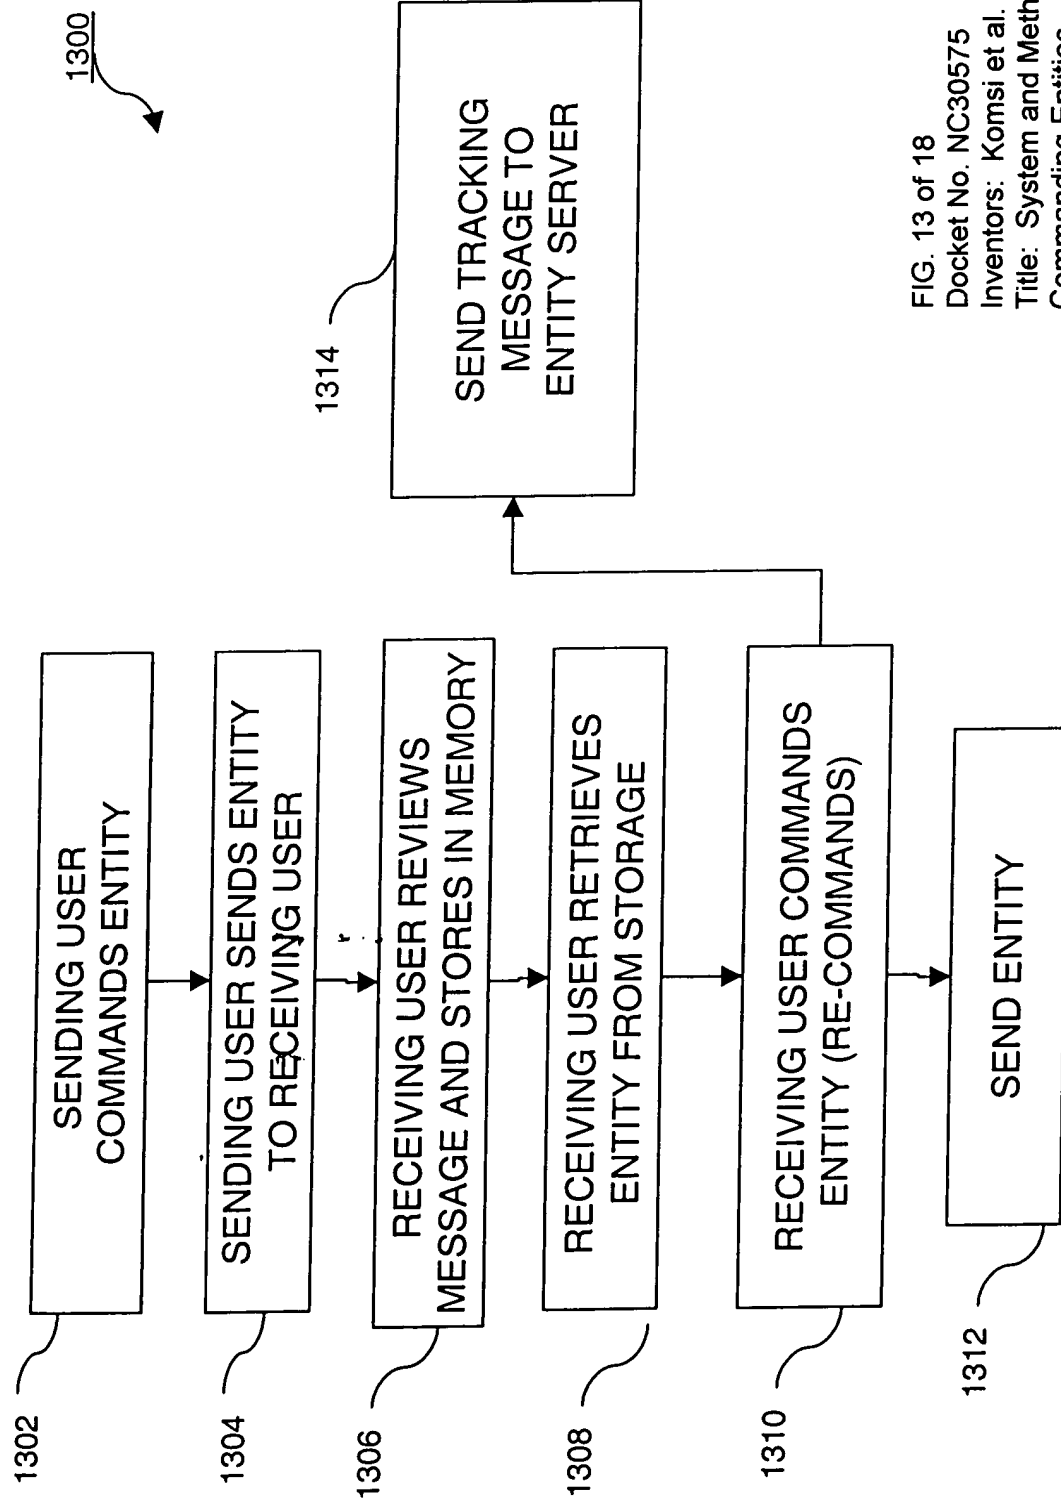 1300
1302
SENDING USER
COMMANDS ENTITY
1304
SENDING USER SENDS ENTITY
TO RECEIVING USER
1306
RECEIVING USER REVIEWS
MESSAGE AND STORES IN MEMORY
1308
RECEIVING USER RETRIEVES
ENTITY FROM STORAGE
1310
RECEIVING USER COMMANDS
ENTITY (RE-COMMANDS)
1312
SEND ENTITY
1314
SEND TRACKING
MESSAGE TO
ENTITY SERVER
FIG. 13 of 18
Docket No. NC30575
Inventors: Komsi et al.
Title: System and